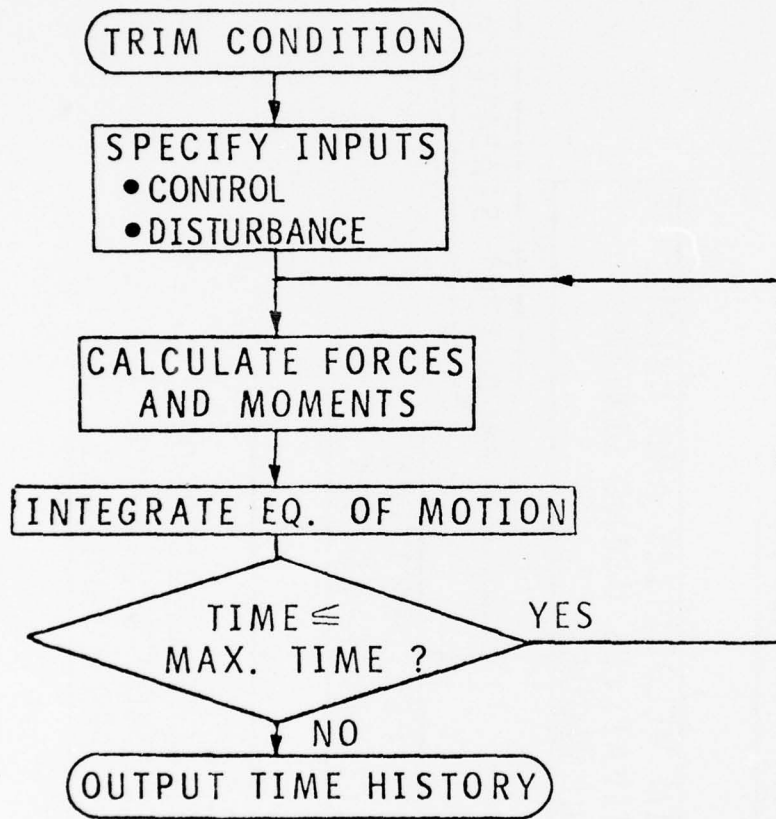 TRIM CONDITION
SPECIFY INPUTS
• CONTROL
• DISTURBANCE
CALCULATE FORCES
AND MOMENTS
INTEGRATE EQ. OF MOTION
TIME ≦
MAX. TIME ?
YES
NO
OUTPUT TIME HISTORY